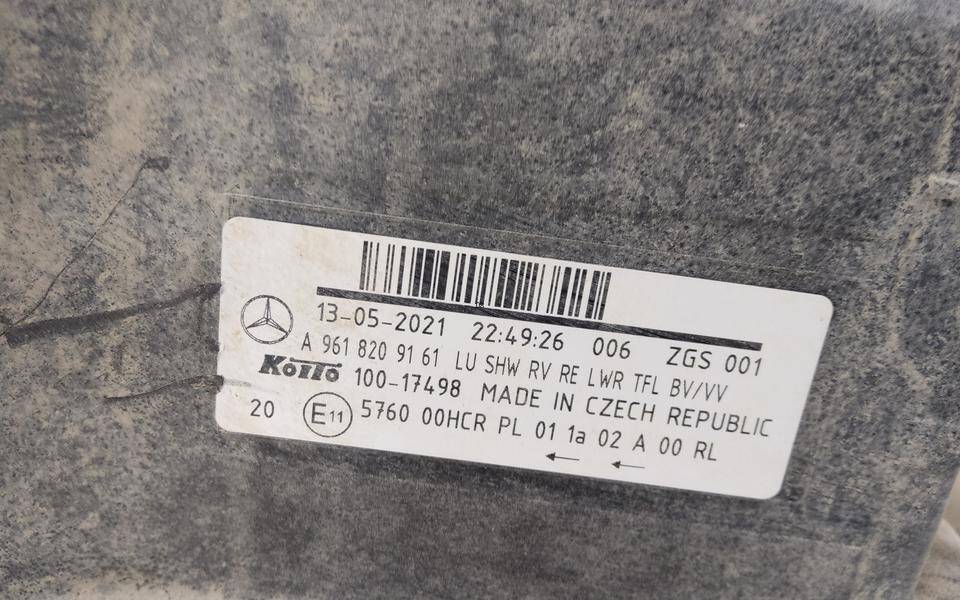 13-05-2021 22:49:26 006 ZGS 001
A 961 820 91 61 LU SHW RV RE LWR TFL BV/VV
KOITO 100-17498 MADE IN CZECH REPUBLIC
20 E11 5760 00HCR PL 01 1a 02 A 00 RL